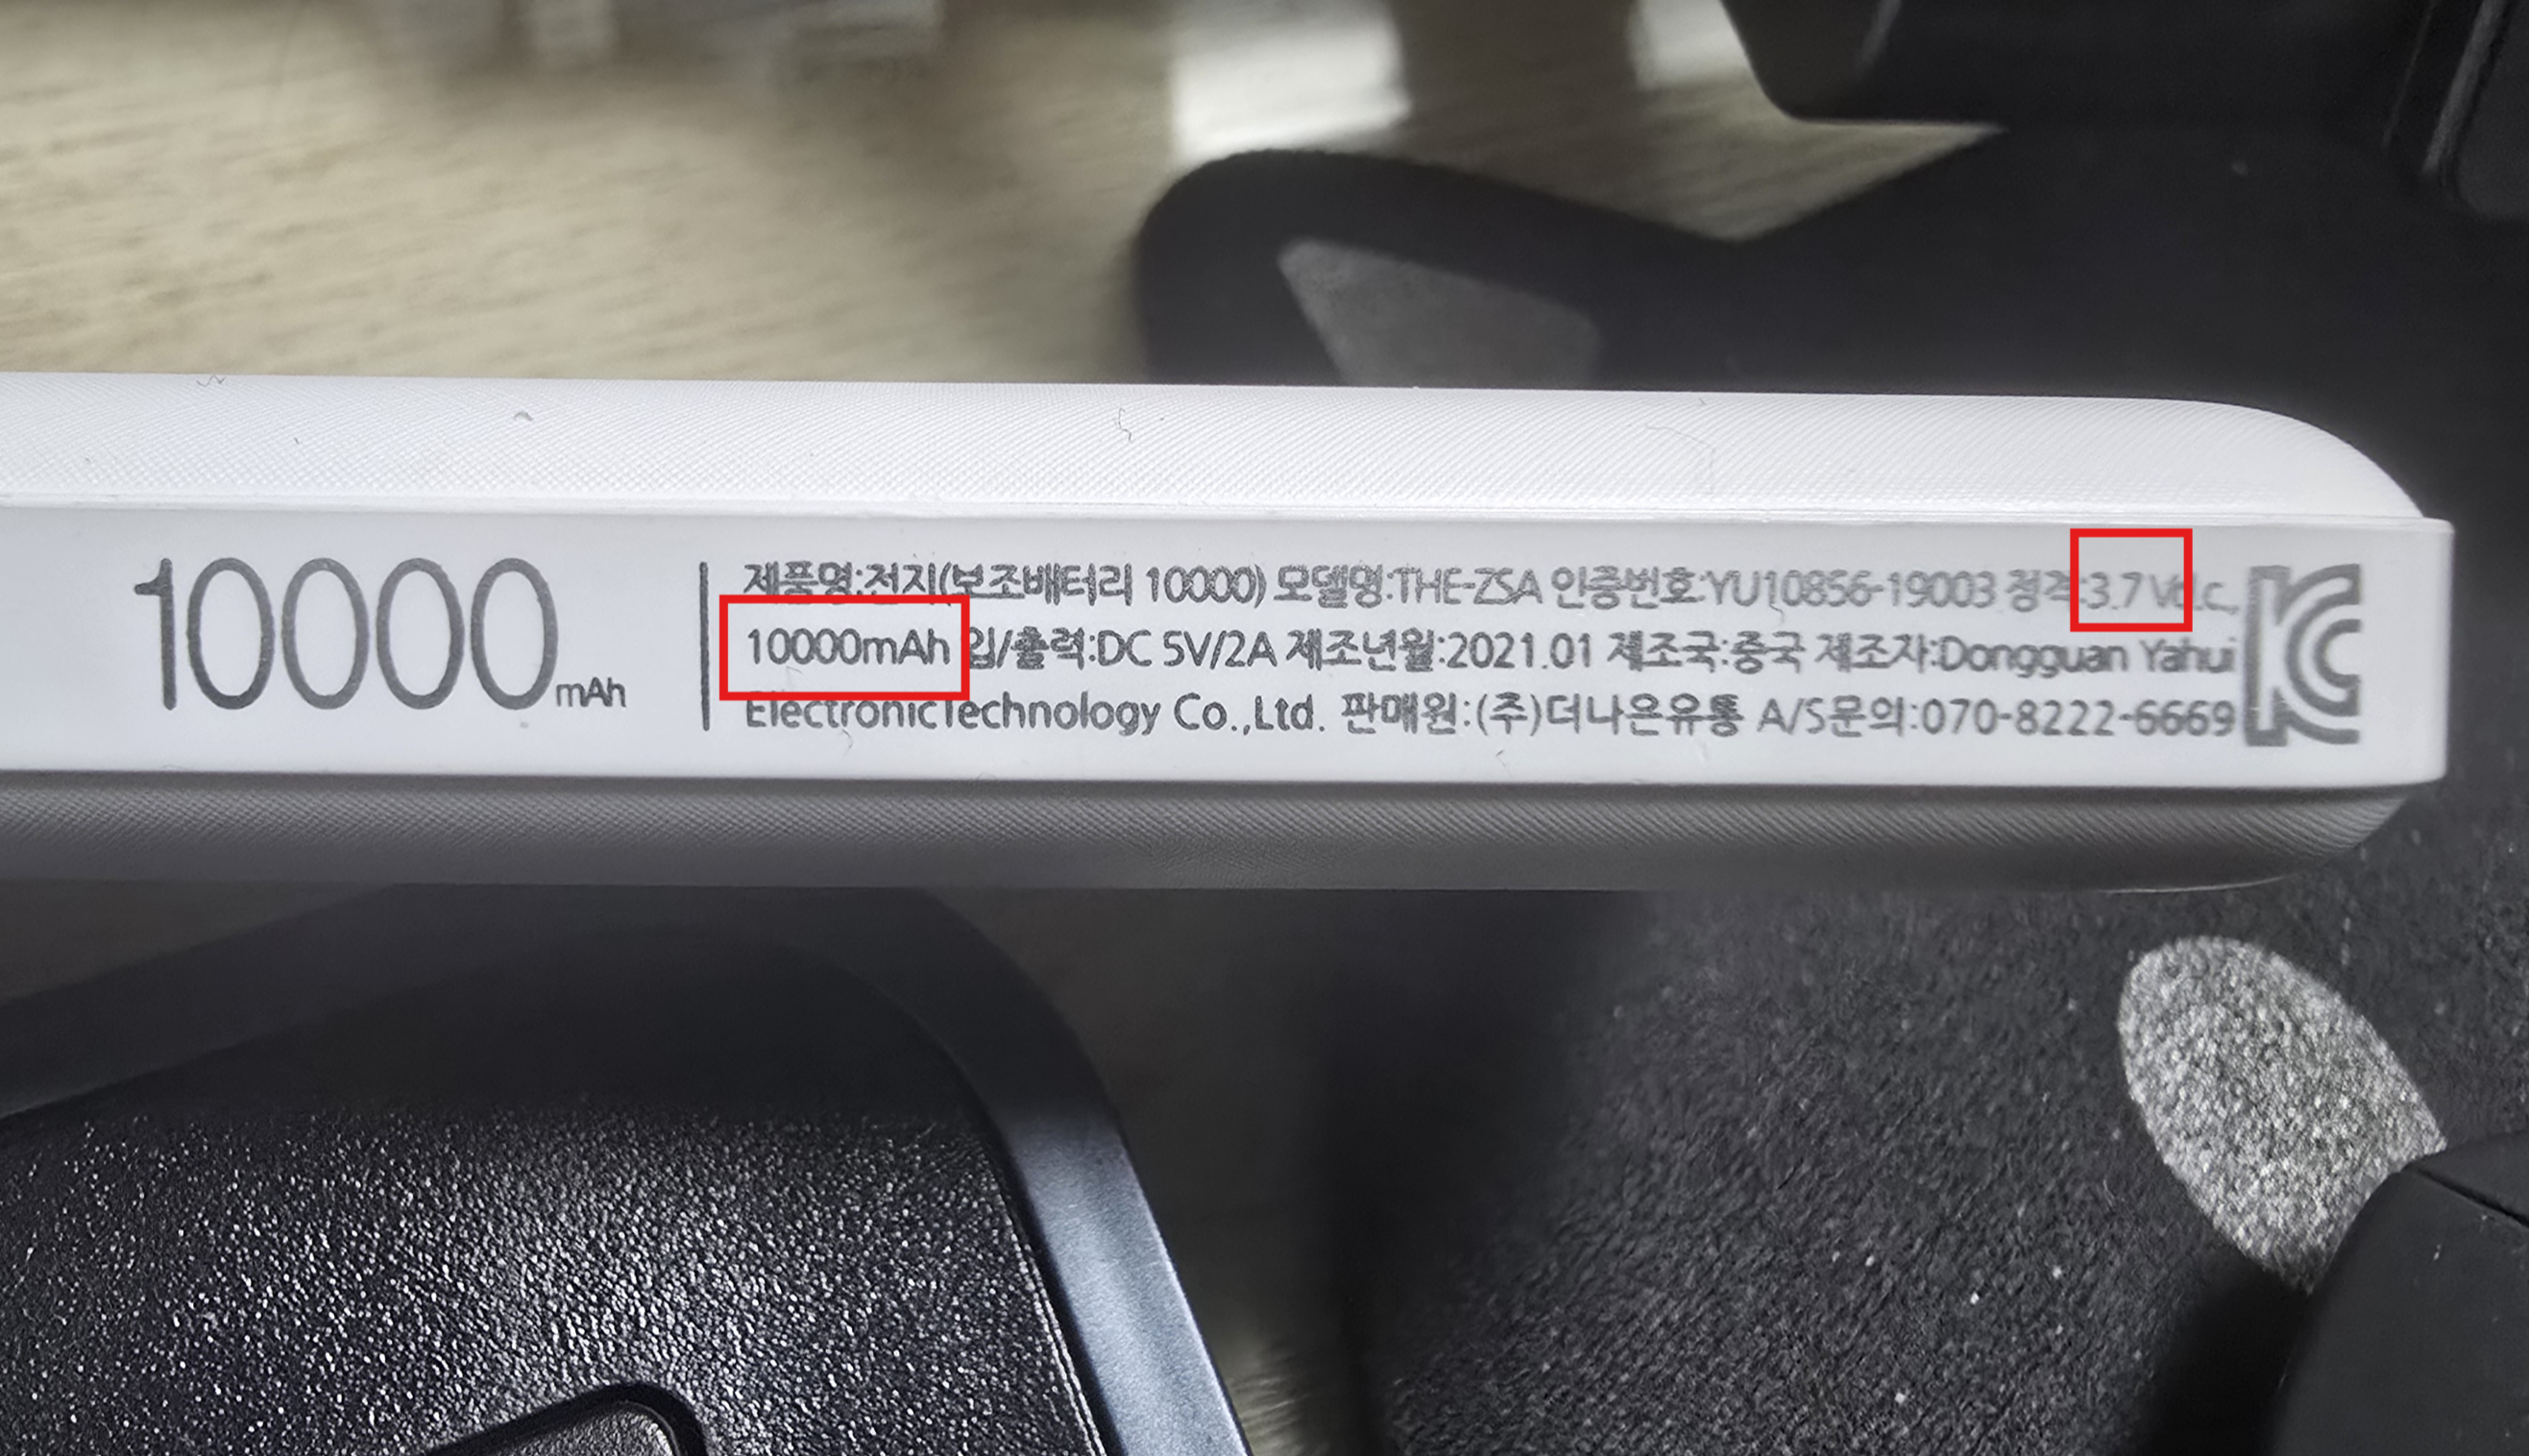 10000mAh
제품명:전지(보조배터리 10000) 모델명:THE-ZSA 인증번호:YU10856-19003 정격:3.7 Vd.c.,
10000mAh 입/출력:DC 5V/2A 제조년월:2021.01 제조국:중국 제조자:Dongguan Yahui
ElectronicTechnology Co.,Ltd. 판매원:(주)더나은유통 A/S문의:070-8222-6669